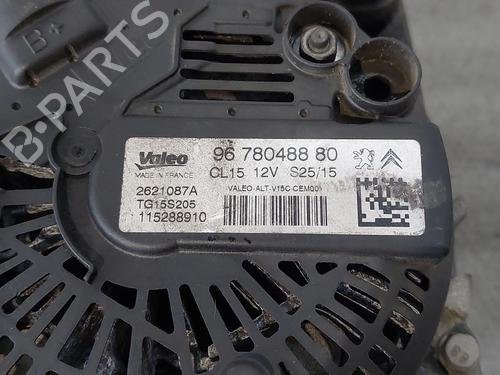 B+
B-PARTS
Valeo
MADE IN FRANCE
96 780488 80
CL15 12V S25/15
VALEO-ALT-V15C-CEM001
2621087A
TG15S205
115288910